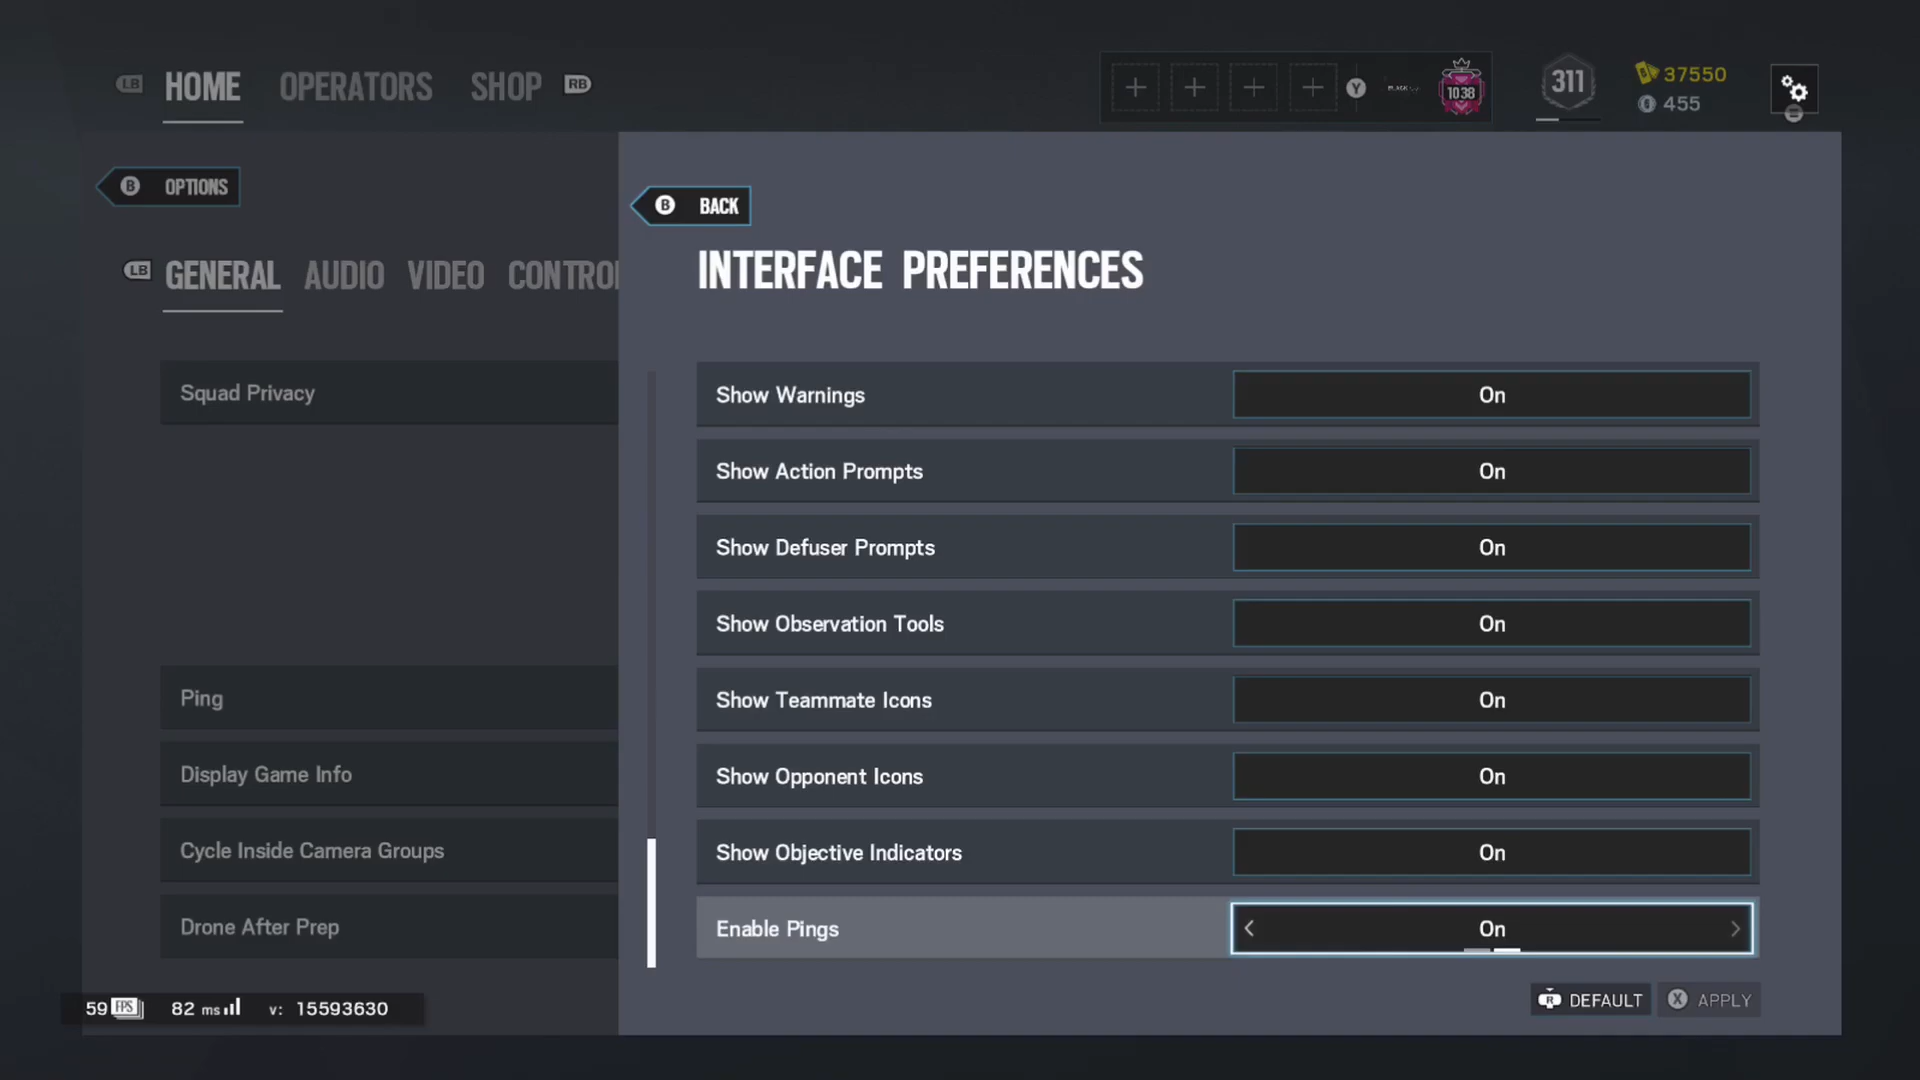 LB HOME OPERATORS SHOP RB
Y 1038 311 37550
455
B OPTIONS
B BACK
LB GENERAL AUDIO VIDEO CONTRO
INTERFACE PREFERENCES
Squad Privacy
Ping
Display Game Info
Cycle Inside Camera Groups
Drone After Prep
Show Warnings On
Show Action Prompts On
Show Defuser Prompts On
Show Observation Tools On
Show Teammate Icons On
Show Opponent Icons On
Show Objective Indicators On
Enable Pings < On >
59 FPS 82 ms v: 15593630
R DEFAULT X APPLY